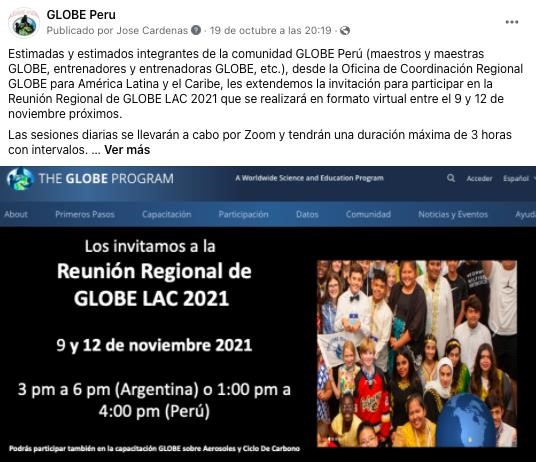 GLOBE Peru
Publicado por Jose Cardenas · 19 de octubre a las 20:19 ·
Estimadas y estimados integrantes de la comunidad GLOBE Perú (maestros y maestras
GLOBE, entrenadores y entrenadoras GLOBE, etc.), desde la Oficina de Coordinación Regional
GLOBE para América Latina y el Caribe, les extendemos la invitación para participar en la
Reunión Regional de GLOBE LAC 2021 que se realizará en formato virtual entre el 9 y 12 de
noviembre próximos.
Las sesiones diarias se llevarán a cabo por Zoom y tendrán una duración máxima de 3 horas
con intervalos. ... Ver más
THE GLOBE PROGRAM
A Worldwide Science and Education Program
Acceder Español
About Primeros Pasos Capacitación Participación Datos Comunidad Noticias y Eventos Ayud
Los invitamos a la
Reunión Regional de
GLOBE LAC 2021
9 y 12 de noviembre 2021
3 pm a 6 pm (Argentina) o 1:00 pm a
4:00 pm (Perú)
Podrás participar también en la capacitación GLOBE sobre Aerosoles y Ciclo De Carbono